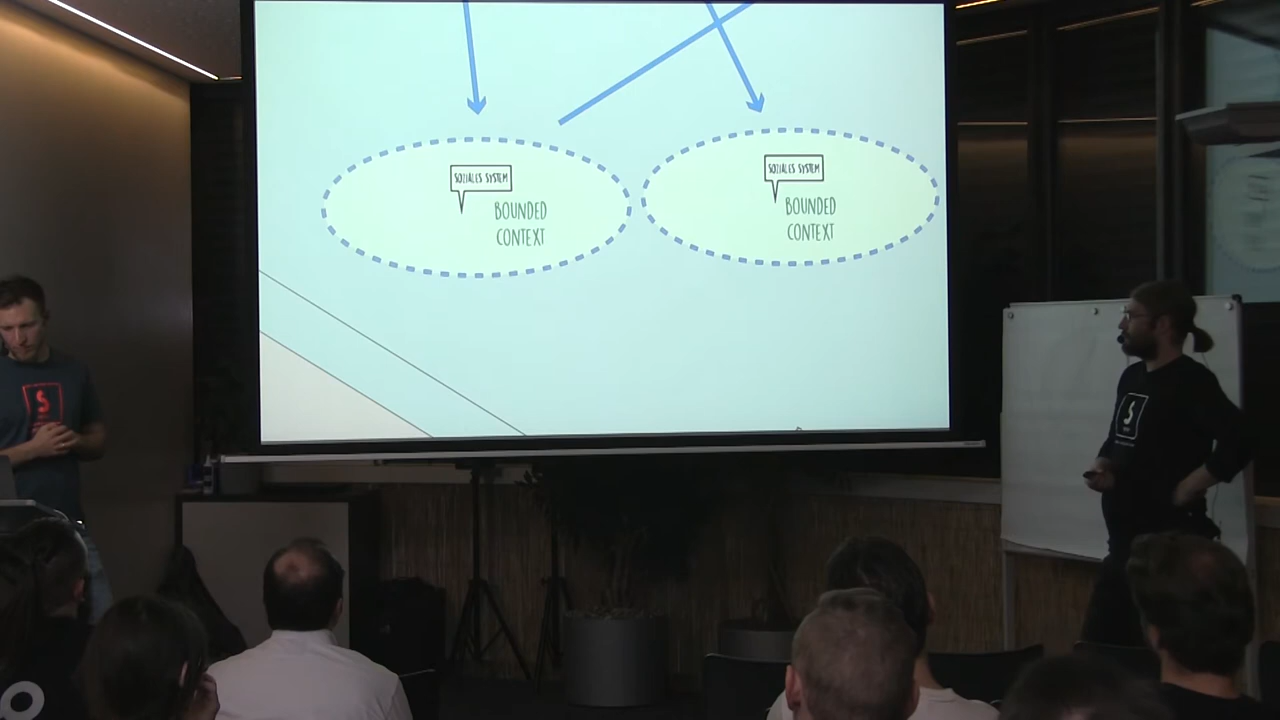 SOZIALES SYSTEM
BOUNDED
CONTEXT
SOZIALES SYSTEM
BOUNDED
CONTEXT
S
S